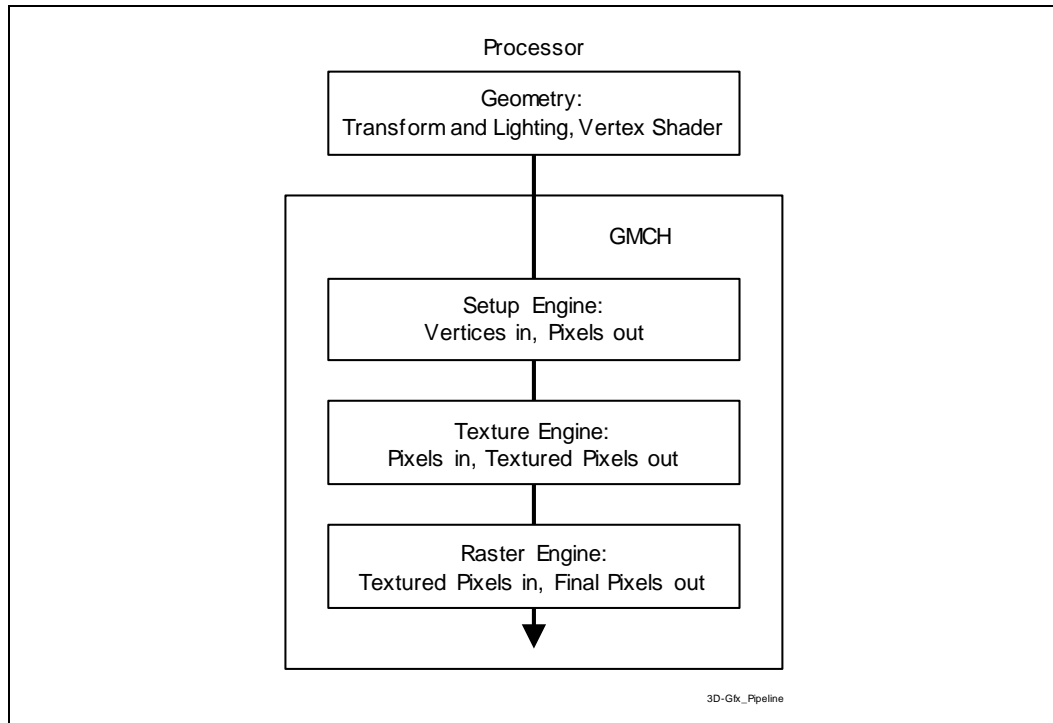 Processor
Geometry:
Transform and Lighting, Vertex Shader
GMCH
Setup Engine:
Vertices in, Pixels out
Texture Engine:
Pixels in, Textured Pixels out
Raster Engine:
Textured Pixels in, Final Pixels out
3D-Gfx_Pipeline